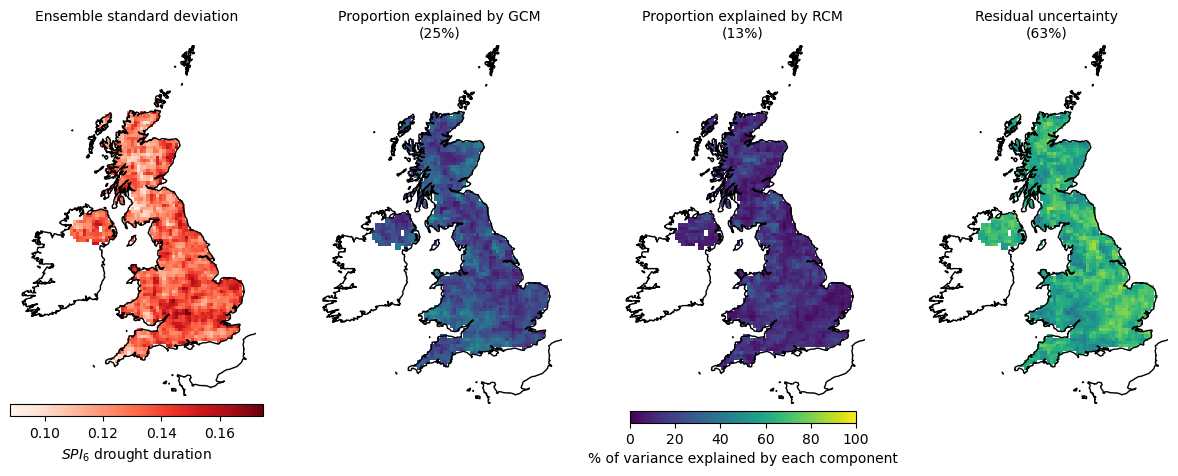 Ensemble standard deviation
Proportion explained by GCM
(25%)
Proportion explained by RCM
(13%)
Residual uncertainty
(63%)
0.10 0.12 0.14 0.16
SPI₆ drought duration
0 20 40 60 80 100
% of variance explained by each component